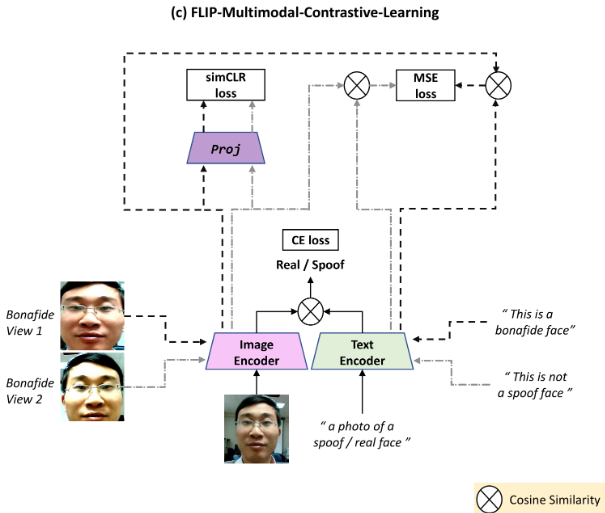 (c) FLIP-Multimodal-Contrastive-Learning
simCLR
loss
MSE
loss
Proj
CE loss
Real / Spoof
Bonafide
View 1
Image
Encoder
Text
Encoder
“ This is a
bonafide face”
Bonafide
View 2
“ This is not
a spoof face ”
“ a photo of a
spoof / real face ”
Cosine Similarity